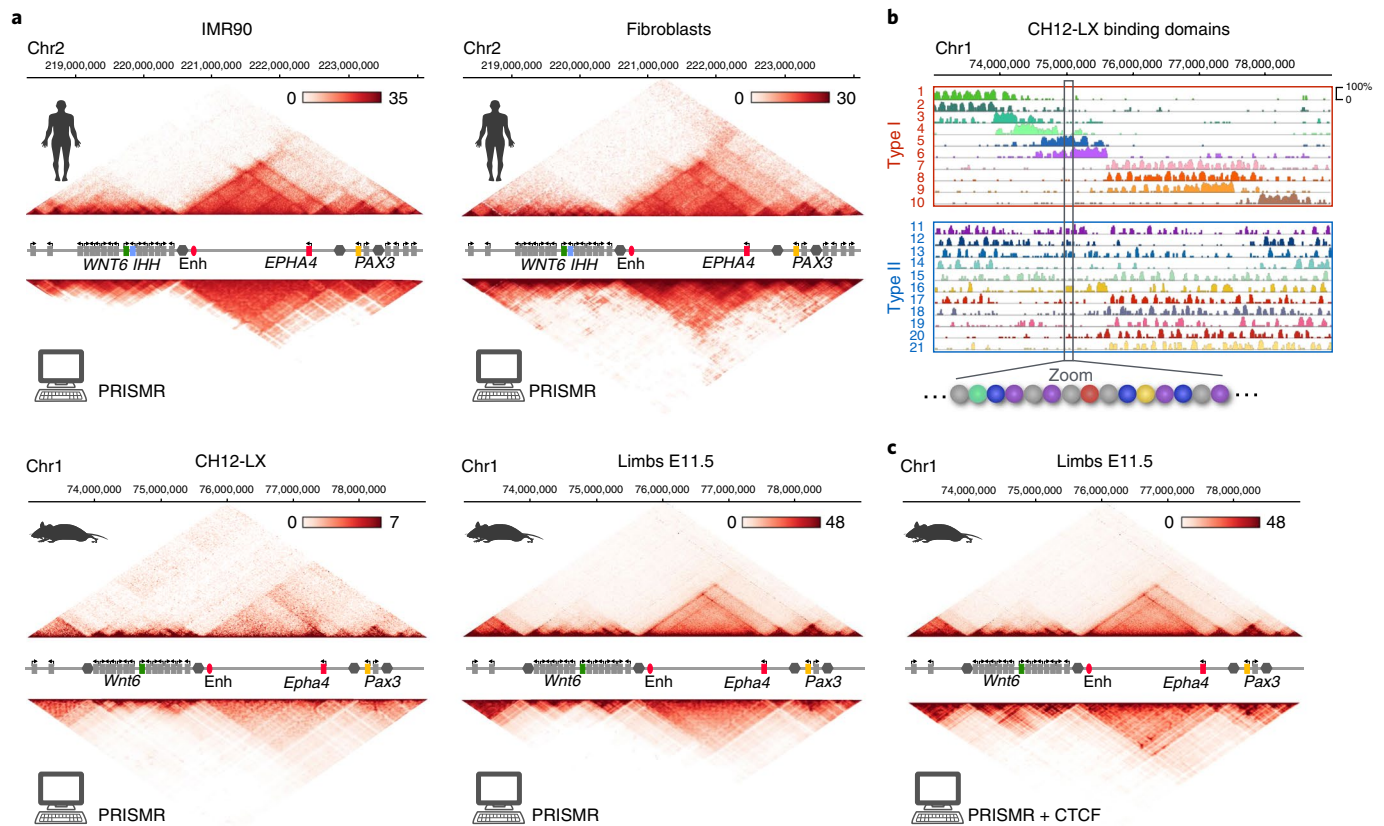 a
IMR90
Chr2
219,000,000 220,000,000 221,000,000 222,000,000 223,000,000
0 35
WNT6 IHH Enh EPHA4 PAX3
PRISMR
Fibroblasts
Chr2
219,000,000 220,000,000 221,000,000 222,000,000 223,000,000
0 30
WNT6 IHH Enh EPHA4 PAX3
PRISMR
b
CH12-LX binding domains
Chr1
74,000,000 75,000,000 76,000,000 77,000,000 78,000,000
100%
0
Type I
1
2
3
4
5
6
7
8
9
10
Type II
11
12
13
14
15
16
17
18
19
20
21
Zoom
... ...
CH12-LX
Chr1
74,000,000 75,000,000 76,000,000 77,000,000 78,000,000
0 7
Wnt6 Enh Epha4 Pax3
PRISMR
Limbs E11.5
Chr1
74,000,000 75,000,000 76,000,000 77,000,000 78,000,000
0 48
Wnt6 Enh Epha4 Pax3
PRISMR
c
Limbs E11.5
Chr1
74,000,000 75,000,000 76,000,000 77,000,000 78,000,000
0 48
Wnt6 Enh Epha4 Pax3
PRISMR + CTCF